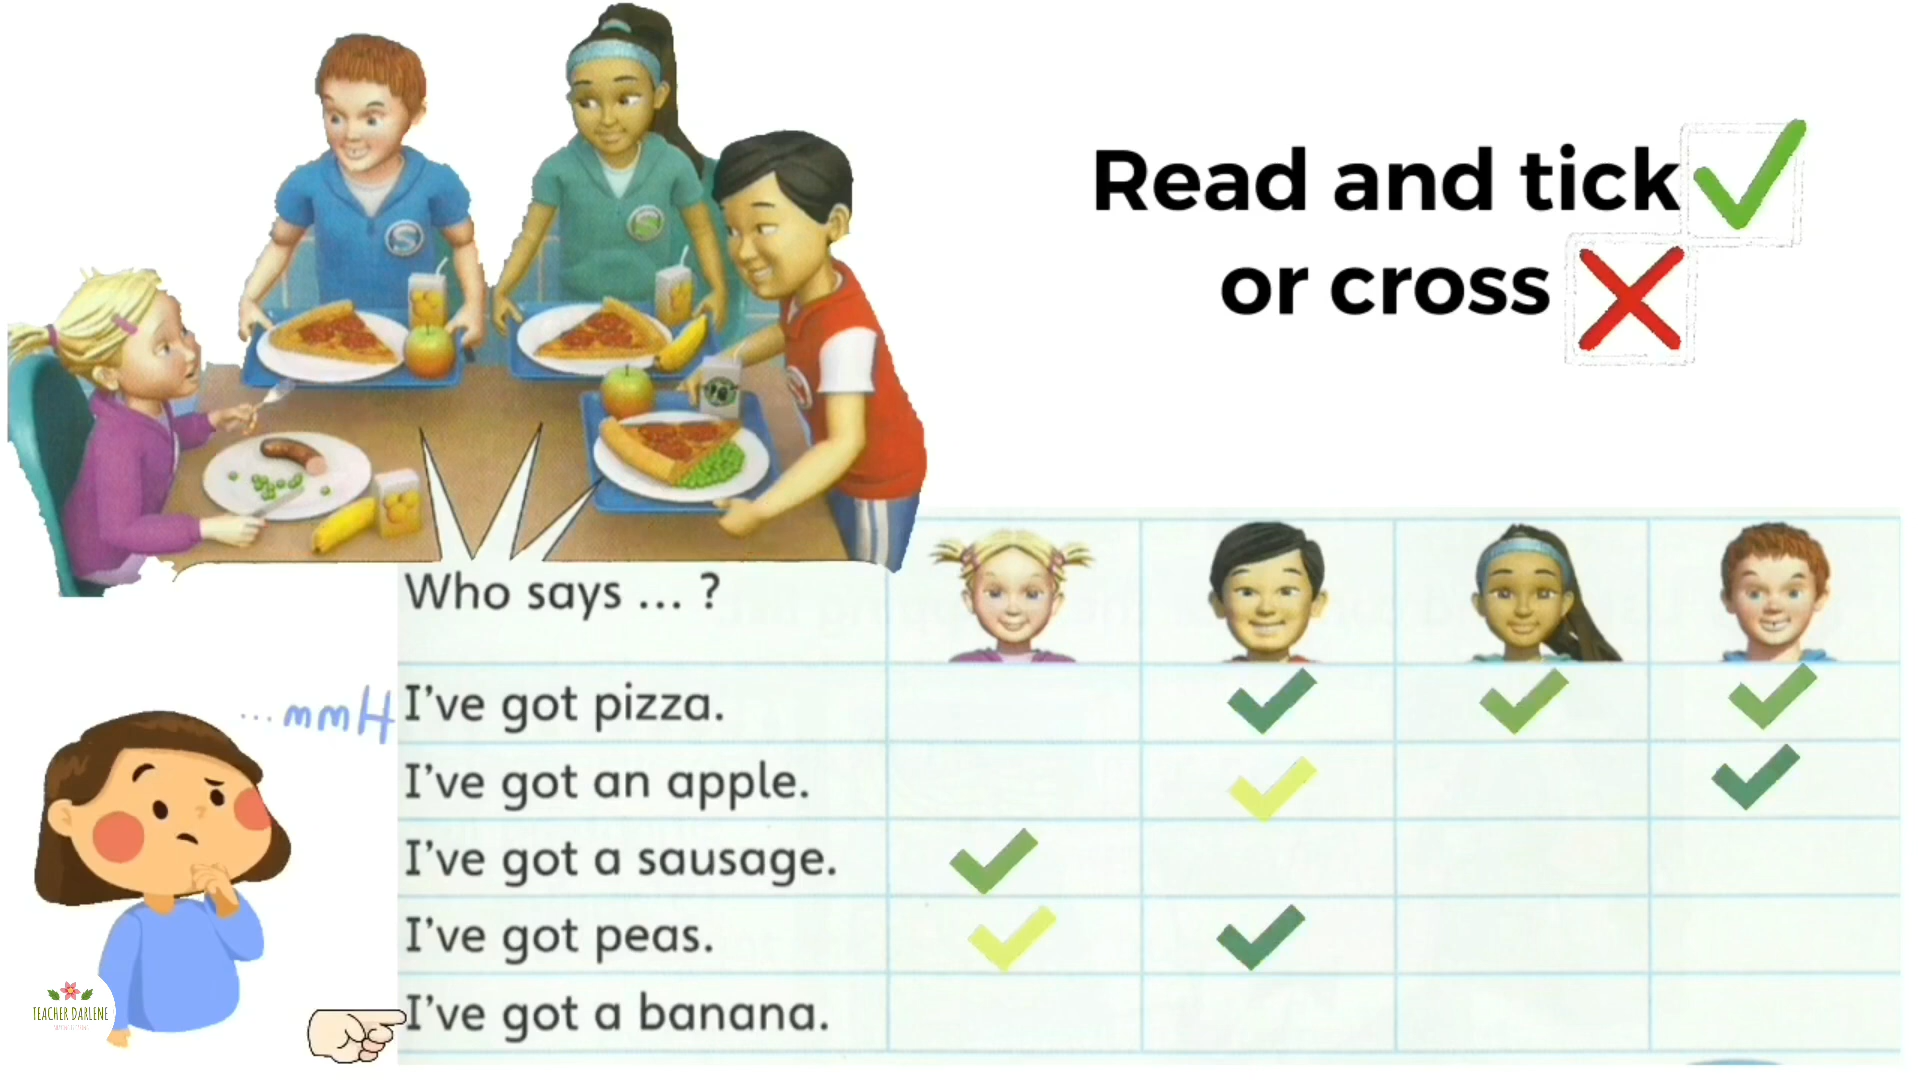 Read and tick
or cross
Who says ... ?
...mmH
I've got pizza.
I've got an apple.
I've got a sausage.
I've got peas.
I've got a banana.
S
S
TEACHER DARLENE